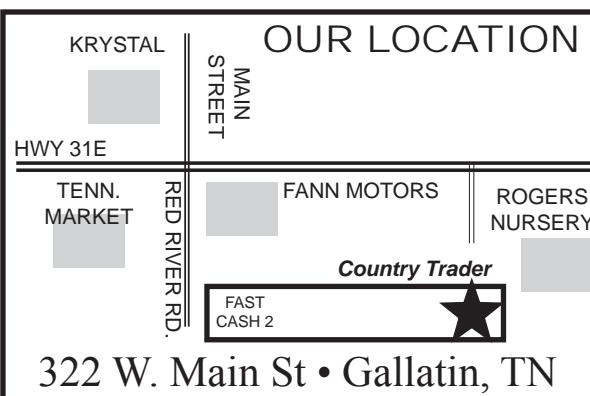 OUR LOCATION
KRYSTAL
MAIN
STREET
HWY 31E
TENN.
MARKET
RED RIVER RD.
FANN MOTORS
ROGERS
NURSERY
Country Trader
FAST
CASH 2
322 W. Main St • Gallatin, TN